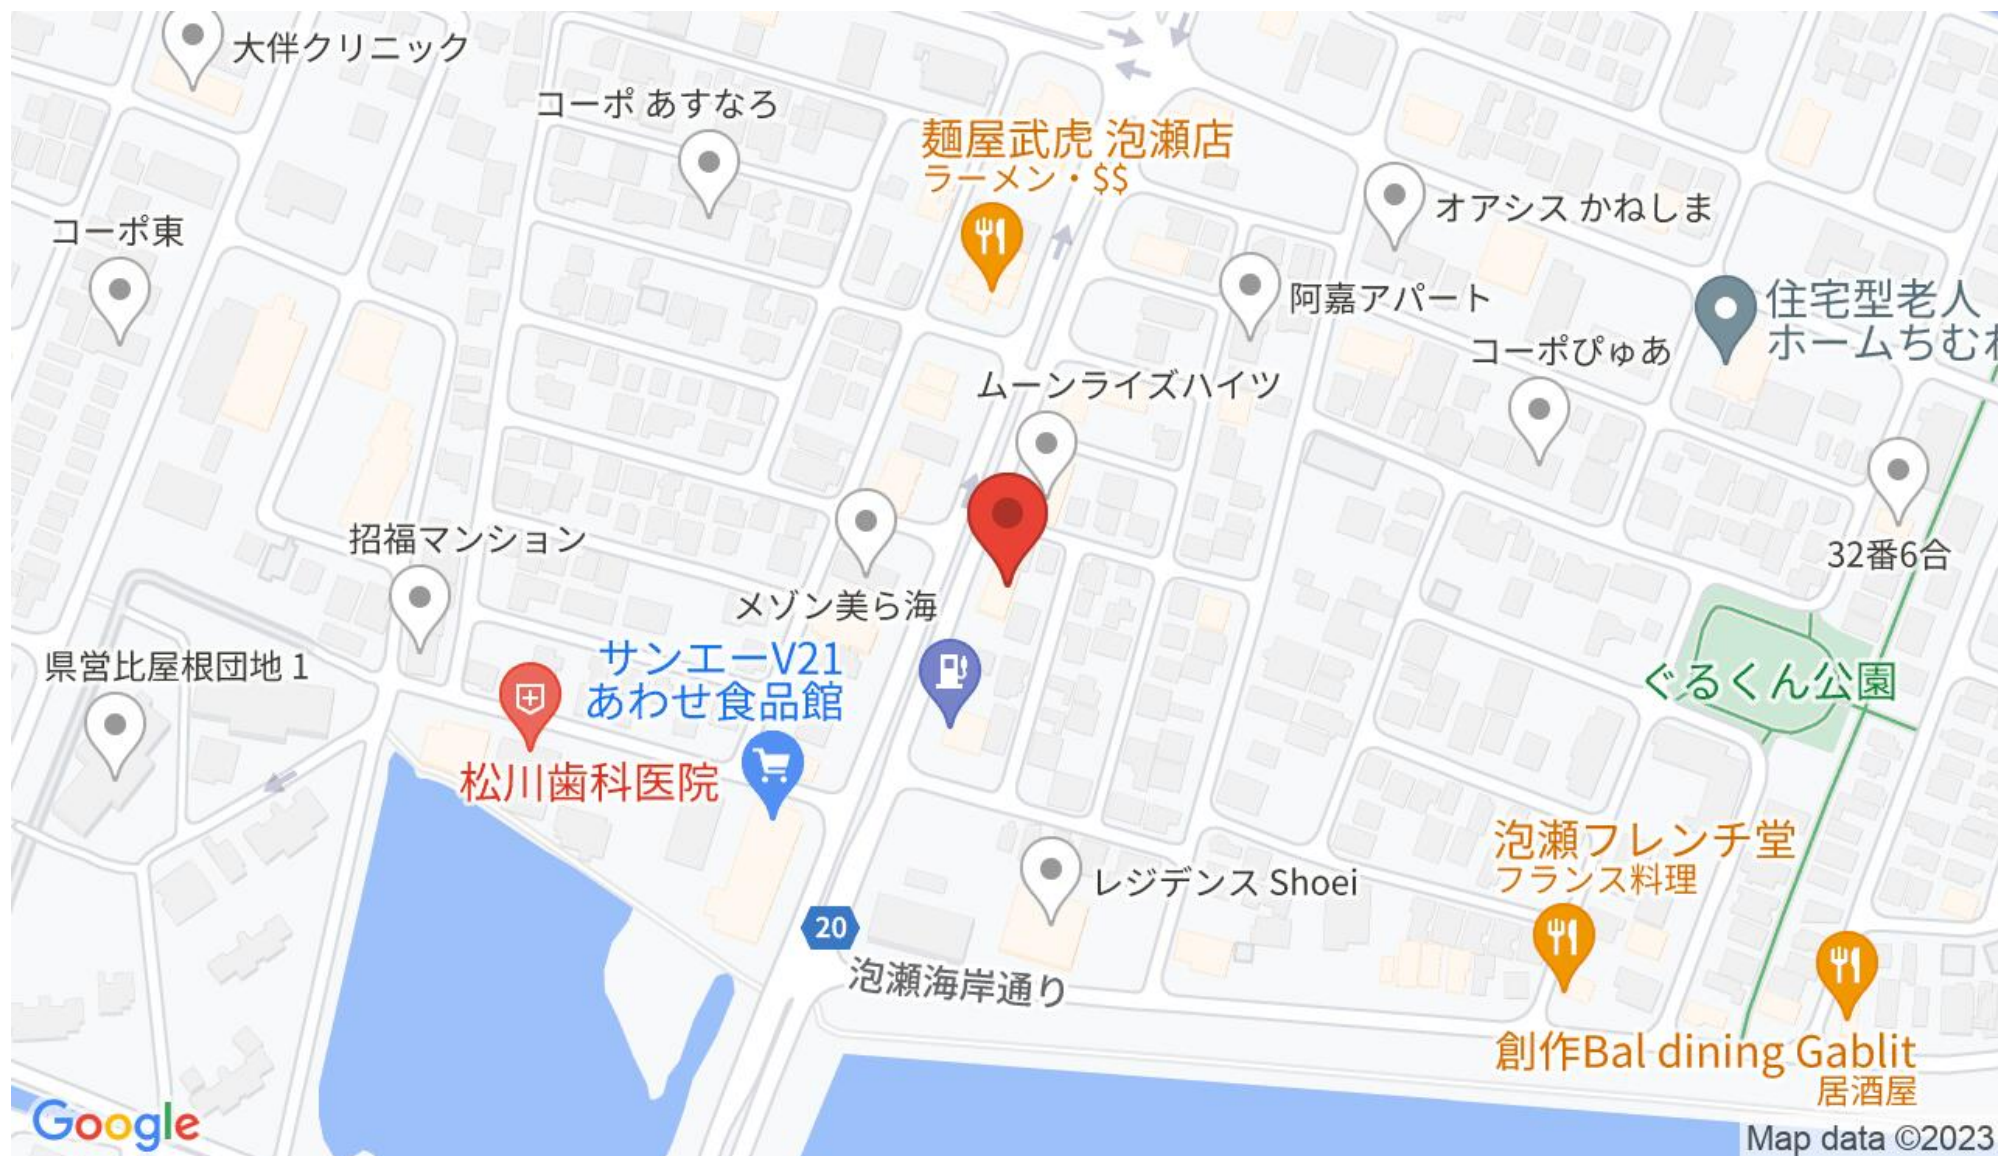 大伴クリニック
コーポ あすなろ
麺屋武虎 泡瀬店
ラーメン・$$
オアシス かねしま
コーポ東
阿嘉アパート
住宅型老人
ホームちむ
コーポぴゅあ
ムーンライズハイツ
招福マンション
32番6合
メゾン美ら海
県営比屋根団地 1
サンエーV21
あわせ食品館
ぐるくん公園
松川歯科医院
泡瀬フレンチ堂
フランス料理
レジデンス Shoei
20
泡瀬海岸通り
創作Bal dining Gablit
居酒屋
Google
Map data ©2023